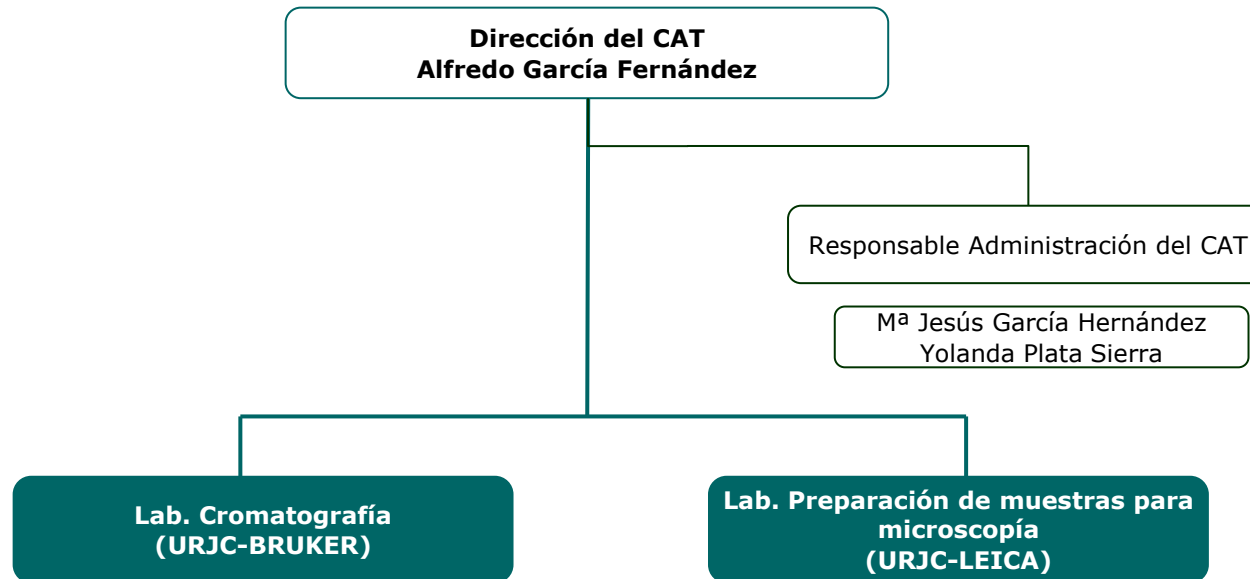 Dirección del CAT
Alfredo García Fernández
Responsable Administración del CAT
Mª Jesús García Hernández
Yolanda Plata Sierra
Lab. Cromatografía
(URJC-BRUKER)
Lab. Preparación de muestras para
microscopía
(URJC-LEICA)